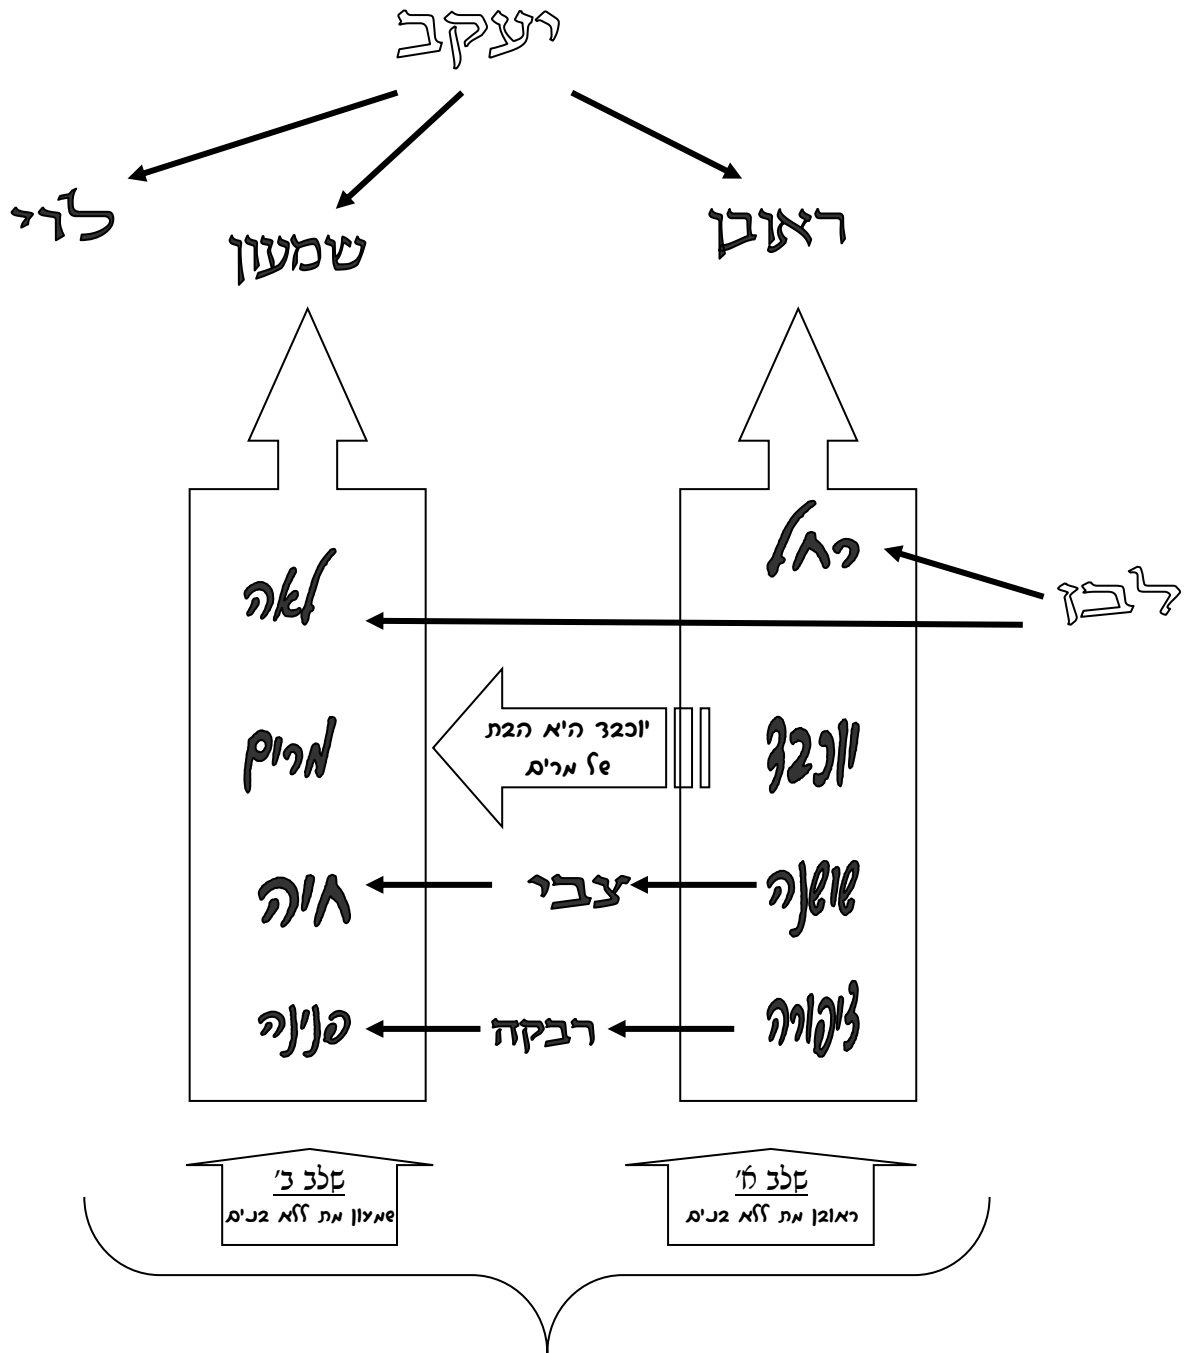 יעקב
לוי
שמעון
ראובן
רחל
לאה
לבן
יוכבד היא הבת
של מרים
מרים
יוכבד
שושנה
צבי
חיה
ציפורה
רבקה
פנינה
שלב א'
ראובן מת ללא בנים
שלב ב'
שמעון מת ללא בנים